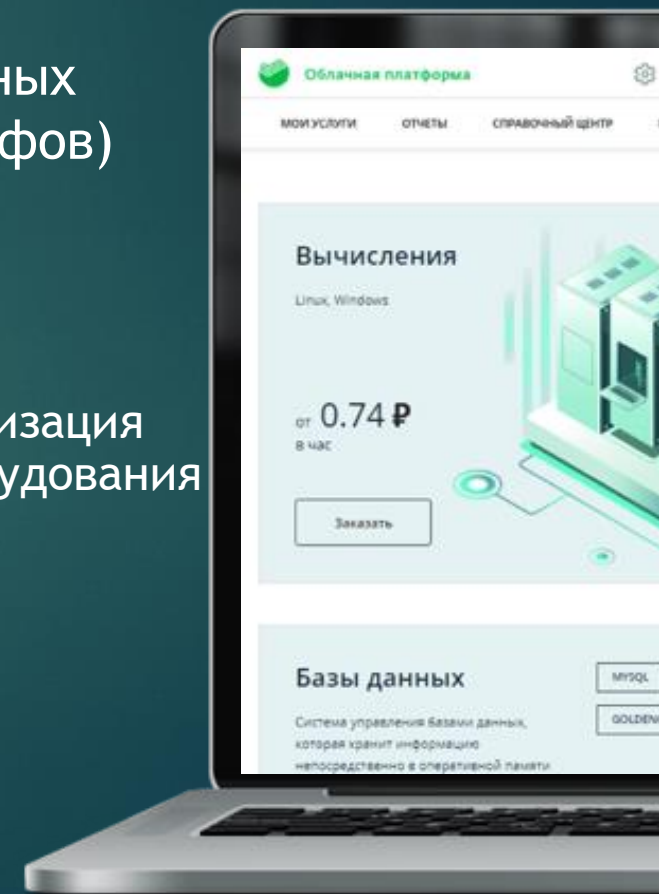 ных
фов)
изация
удования
Облачная платформа
МОИ УСЛУГИ ОТЧЕТЫ СПРАВОЧНЫЙ ЦЕНТР
Вычисления
Linux, Windows
от 0.74 ₽
в час
Заказать
Базы данных
MYSQL
Система управления базами данных,
которая хранит информацию
непосредственно в оперативной памяти